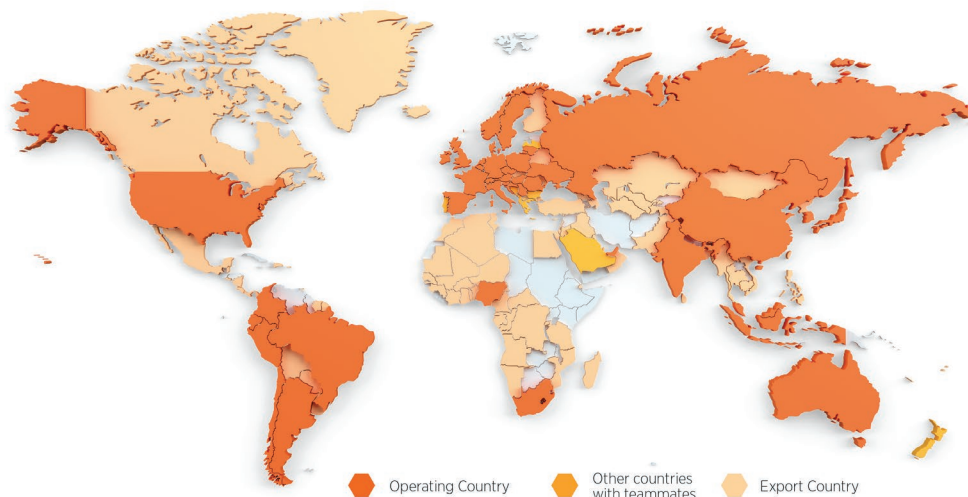 Operating Country
Other countries
with teammates
Export Country